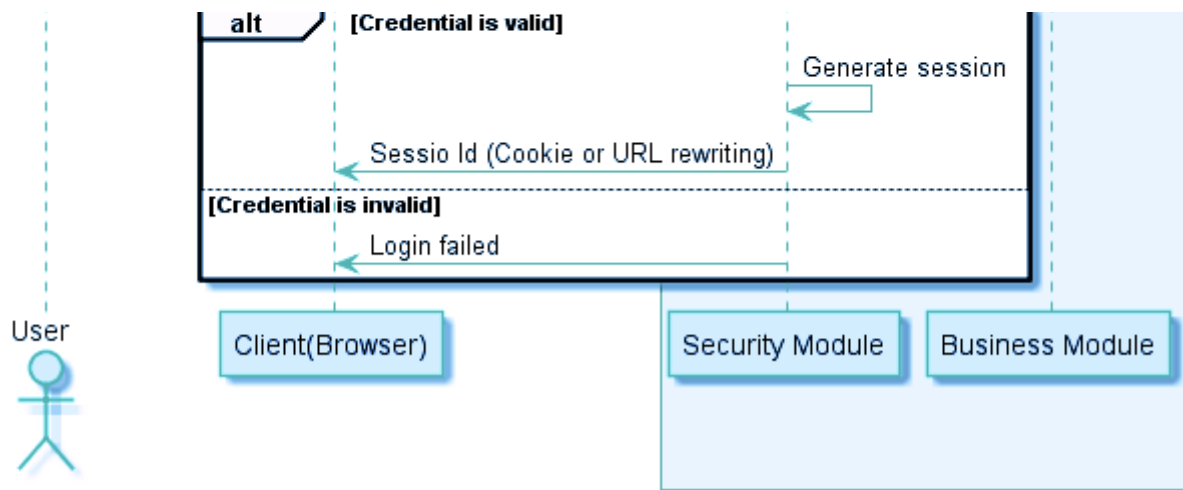 alt [Credential is valid]
Generate session
Sessio Id (Cookie or URL rewriting)
[Credential is invalid]
Login failed
User
Client(Browser)
Security Module
Business Module